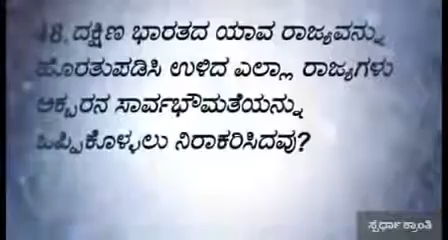 48. ದಕ್ಷಿಣ ಭಾರತದ ಯಾವ ರಾಜ್ಯವನ್ನು
ಹೊರತುಪಡಿಸಿ ಉಳಿದ ಎಲ್ಲಾ ರಾಜ್ಯಗಳು
ಅಕ್ಬರನ ಸಾರ್ವಭೌಮತೆಯನ್ನು
ಒಪ್ಪಿಕೊಳ್ಳಲು ನಿರಾಕರಿಸಿದವು?
ಸ್ಪರ್ಧಾ ಕ್ರಾಂತಿ